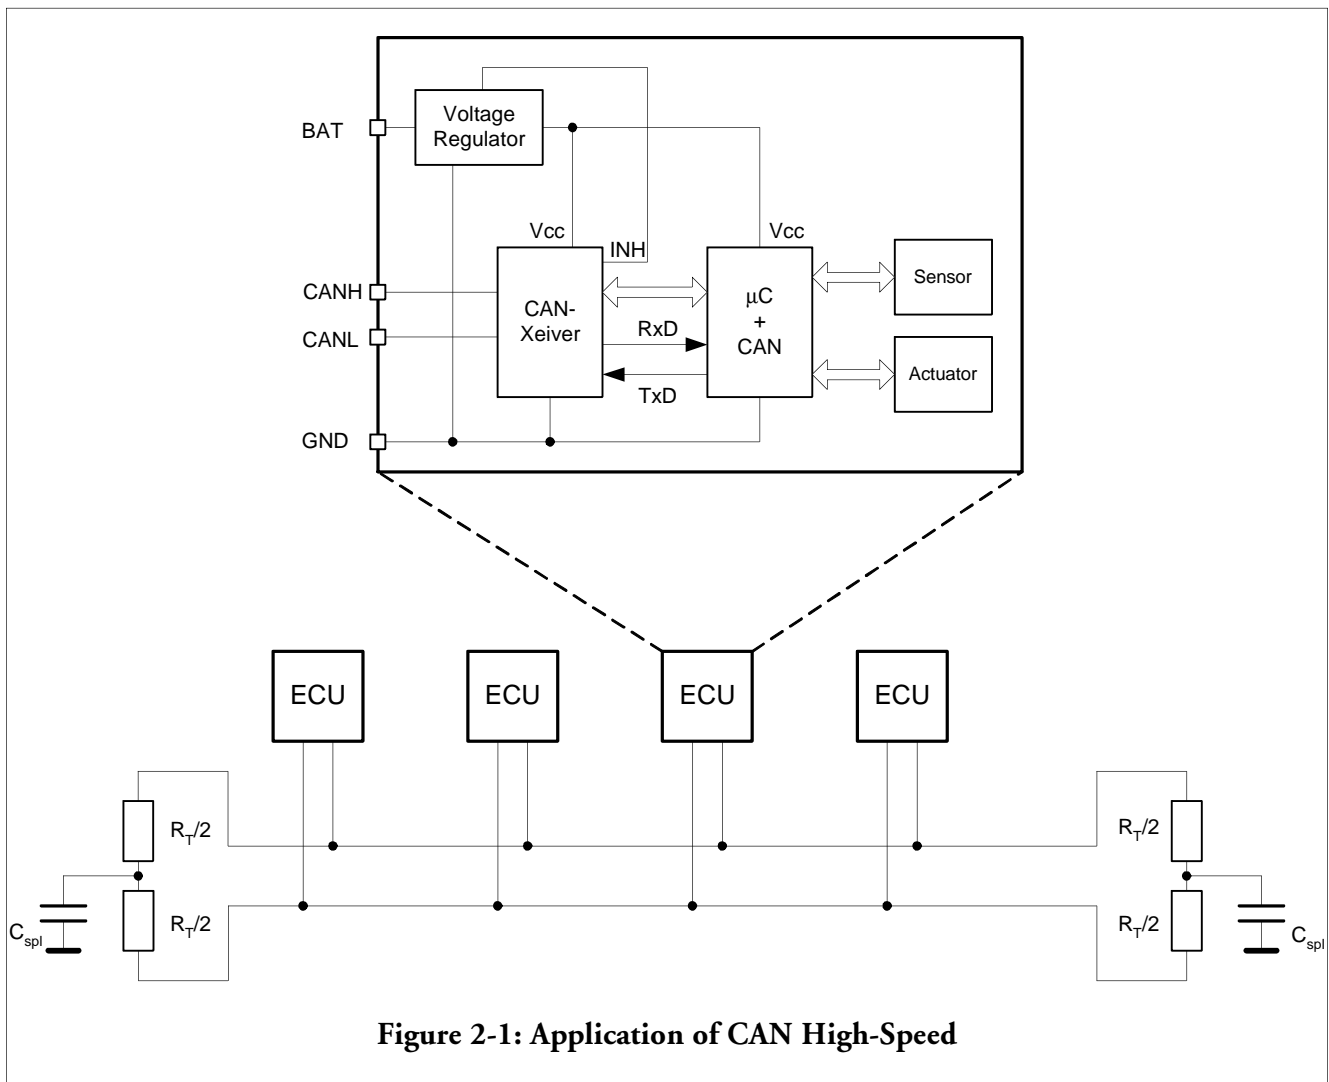 Voltage
Regulator
BAT
Vcc
INH
Vcc
Sensor
CANH
CAN-
Xeiver
μC
+
CAN
RxD
CANL
Actuator
TxD
GND
ECU
ECU
ECU
ECU
R_T/2
R_T/2
R_T/2
R_T/2
C_spl
C_spl
Figure 2-1: Application of CAN High-Speed